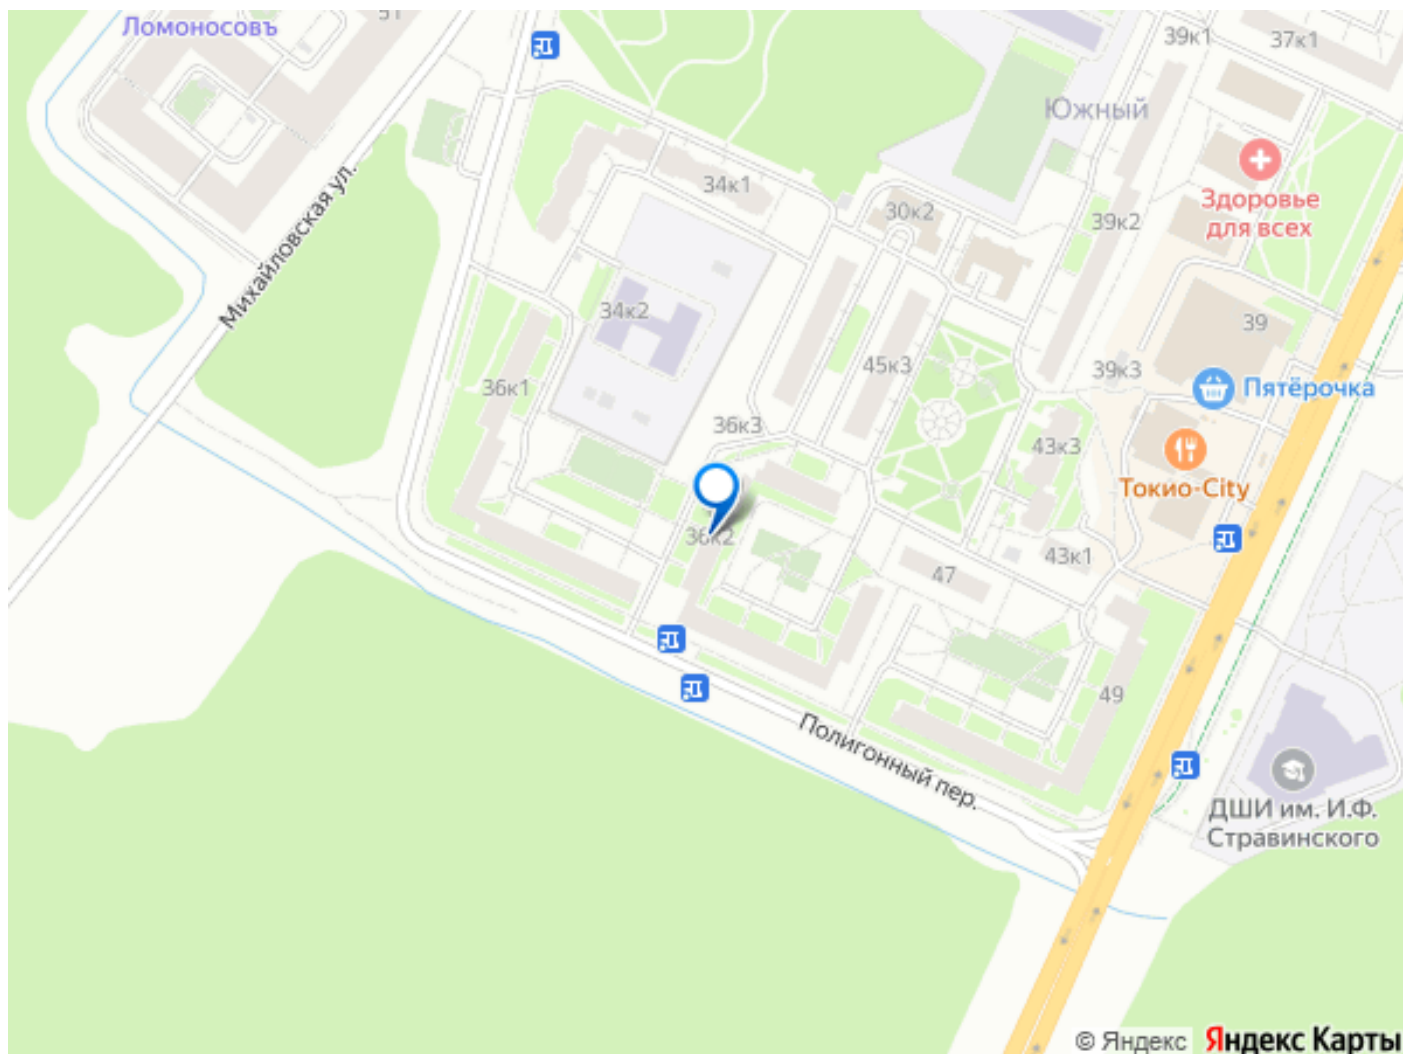 Ломоносовъ
51
39к1
37к1
Южный
Здоровье
для всех
34к1
30к2
39к2
Михайловская ул.
34к2
39
45к3
39к3
36к1
Пятёрочка
36к3
43к3
Токио-City
36к2
43к1
47
49
Полигонный пер.
ДШИ им. И.Ф.
Стравинского
© Яндекс Яндекс Карты